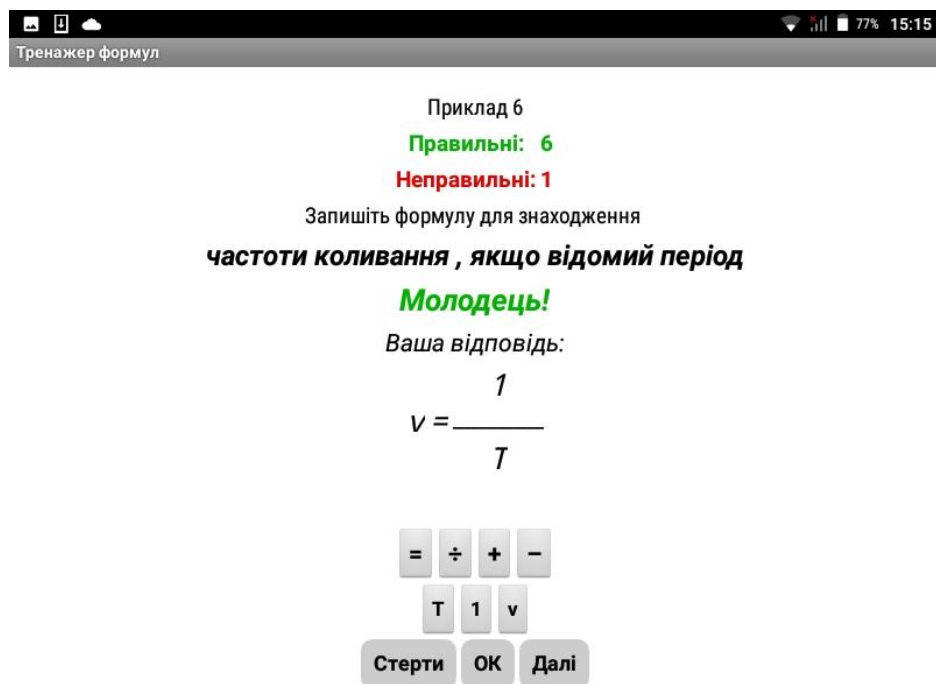 77% 15:15
Тренажер формул
Приклад 6
Правильні: 6
Неправильні: 1
Запишіть формулу для знаходження
частоти коливання , якщо відомий період
Молодець!
Ваша відповідь:
1
v =
T
= ÷ + −
T 1 v
Стерти ОК Далі